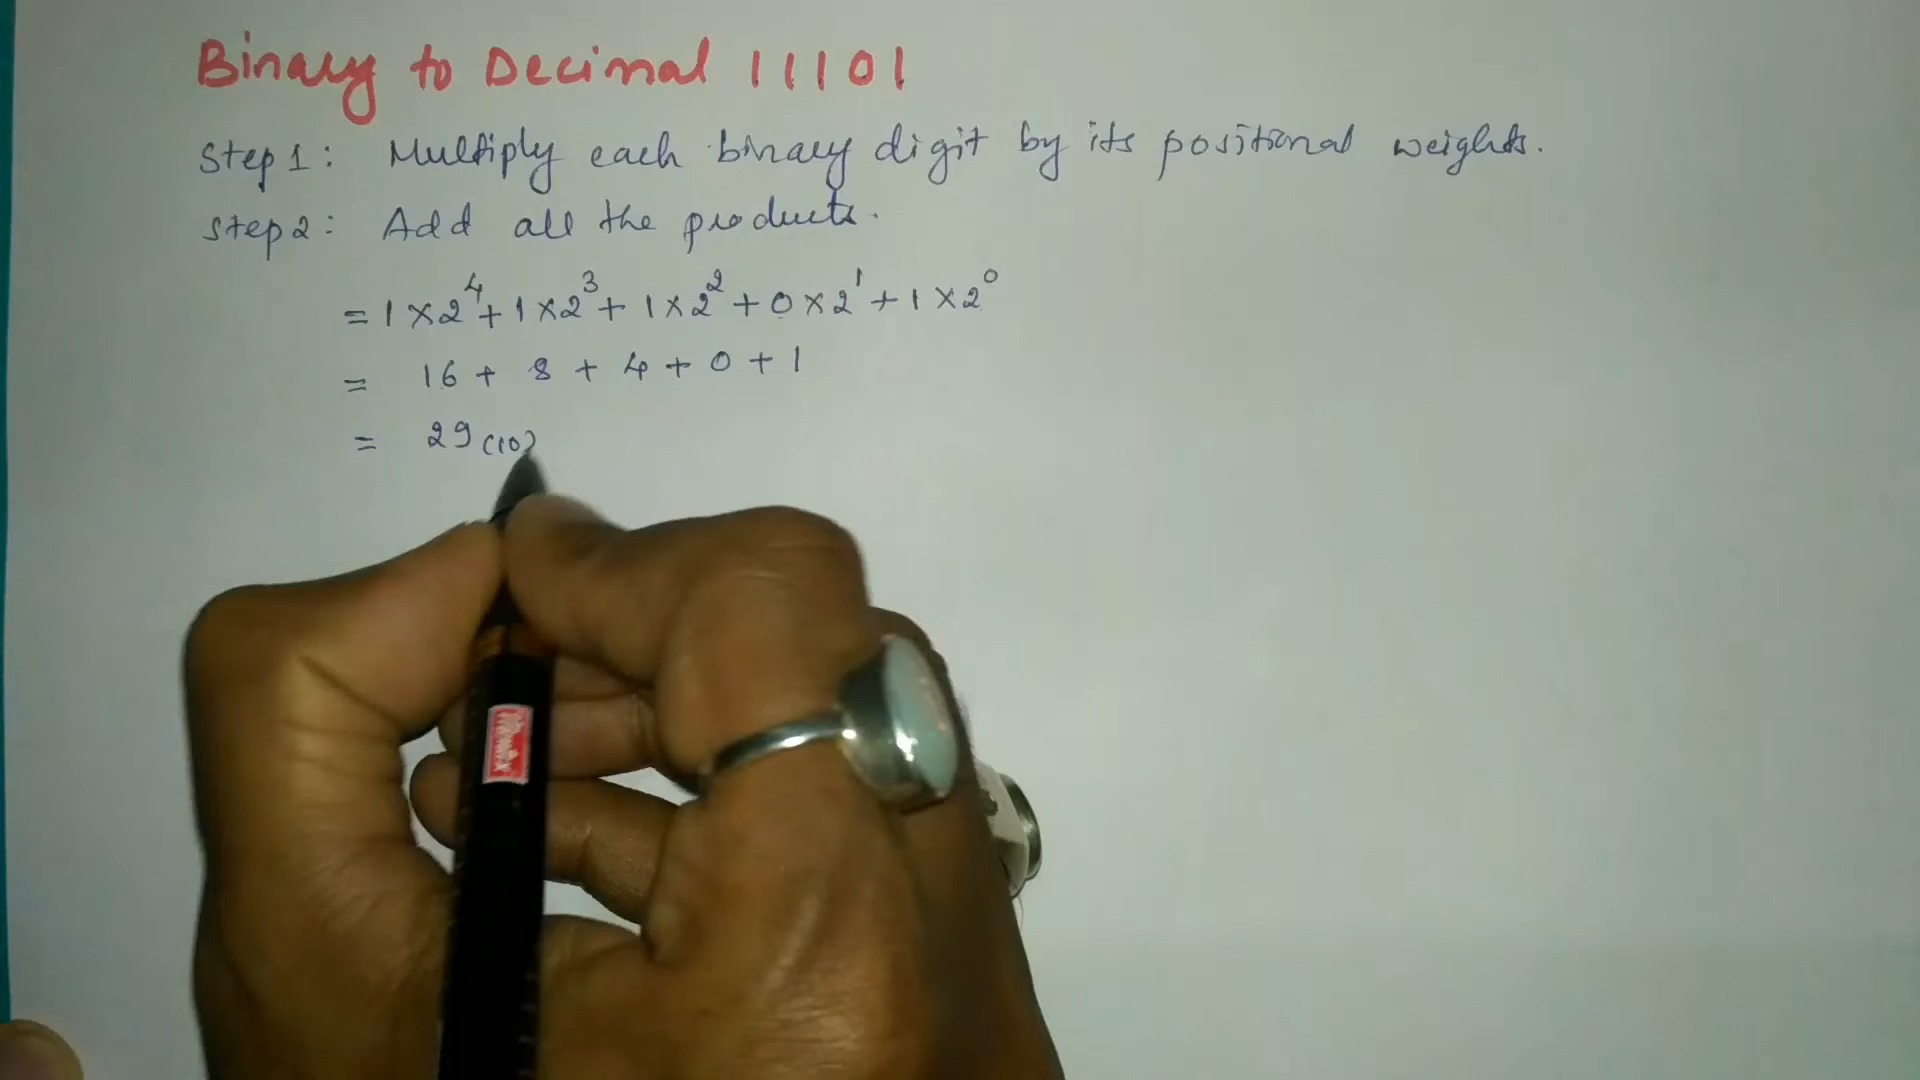 Binary to Decimal 11101
Step 1: Multiply each binary digit by its positional weights.
Step 2: Add all the products.
= 1 × 2⁴ + 1 × 2³ + 1 × 2² + 0 × 2¹ + 1 × 2⁰
= 16 + 8 + 4 + 0 + 1
= 29 (10)